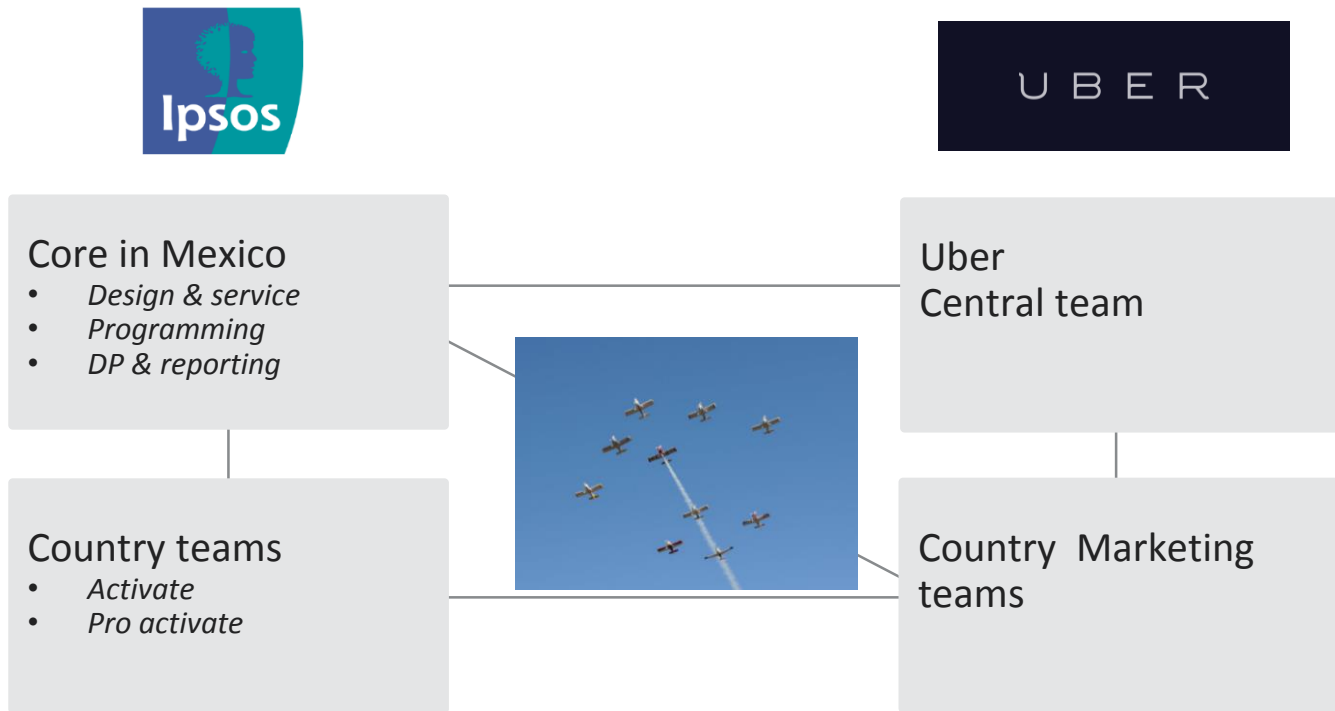 Ipsos
UBER
Core in Mexico
• Design & service
• Programming
• DP & reporting
Uber
Central team
Country teams
• Activate
• Pro activate
Country Marketing
teams